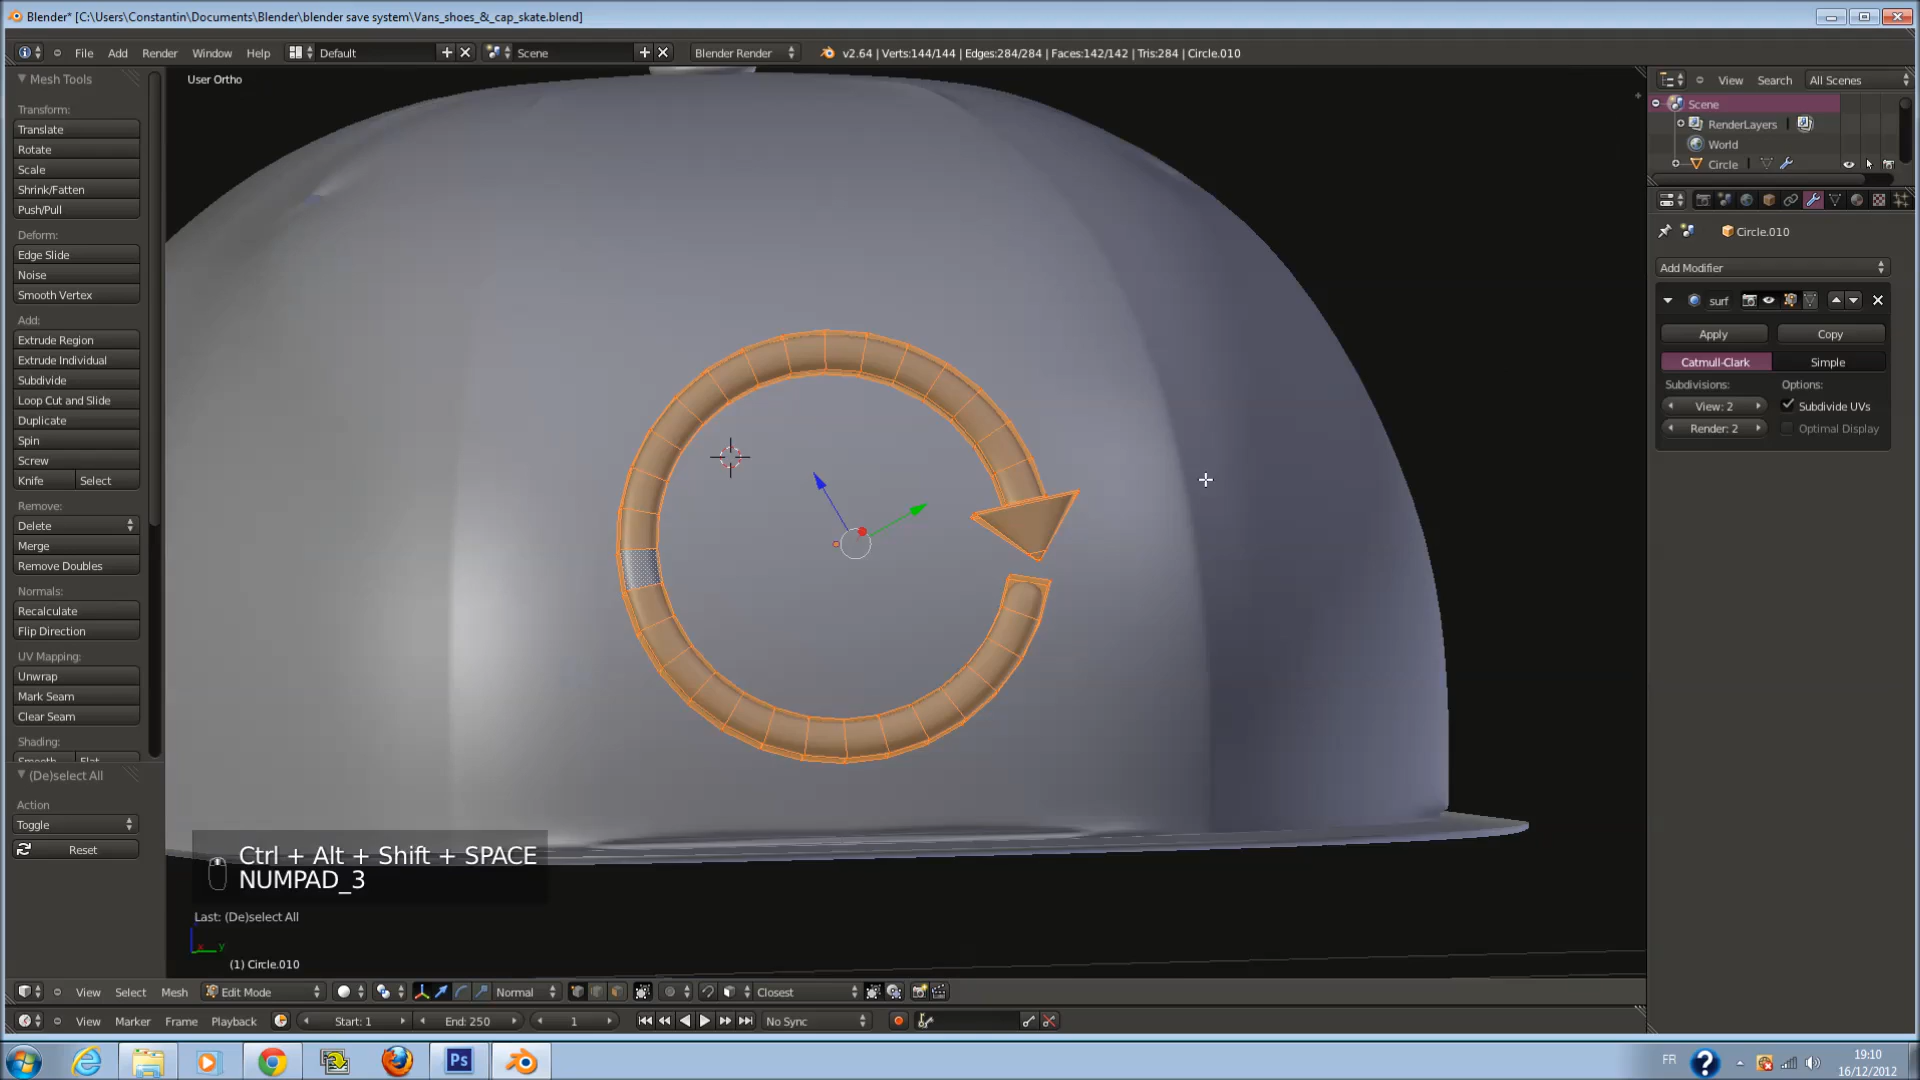 Blender* [C:\Users\Constantin\Documents\Blender\blender save system\Vans_shoes_&_cap_skate.blend]
File Add Render Window Help Default Scene Blender Render v2.64 | Verts:144/144 | Edges:284/284 | Faces:142/142 | Tris:284 | Circle.010
Mesh Tools
User Ortho
View Search All Scenes
Scene
RenderLayers
World
Circle
Circle.010
Add Modifier
surf
Apply Copy
Catmull-Clark Simple
Subdivisions: Options:
View: 2 Subdivide UVs
Render: 2 Optimal Display
Transform:
Translate
Rotate
Scale
Shrink/Fatten
Push/Pull
Deform:
Edge Slide
Noise
Smooth Vertex
Add:
Extrude Region
Extrude Individual
Subdivide
Loop Cut and Slide
Duplicate
Spin
Screw
Knife Select
Remove:
Delete
Merge
Remove Doubles
Normals:
Recalculate
Flip Direction
UV Mapping:
Unwrap
Mark Seam
Clear Seam
Shading:
Smooth Flat
(De)select All
Action
Toggle
Reset
Ctrl + Alt + Shift + SPACE
NUMPAD_3
Last: (De)select All
x y
(1) Circle.010
View Select Mesh Edit Mode Normal Closest
View Marker Frame Playback Start: 1 End: 250 1 No Sync
Ps FR ? 19:10
16/12/2012